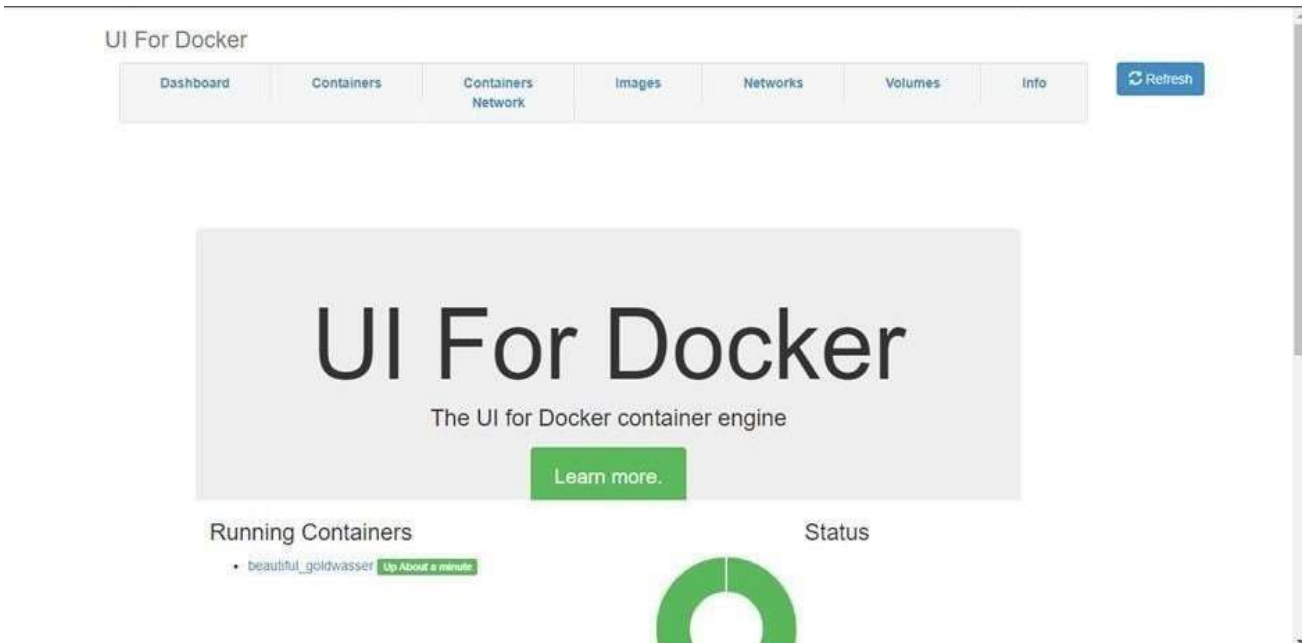 UI For Docker
Dashboard Containers Containers Network Images Networks Volumes Info Refresh
UI For Docker
The UI for Docker container engine
Learn more.
Running Containers
beautiful_goldwasser Up About a minute
Status